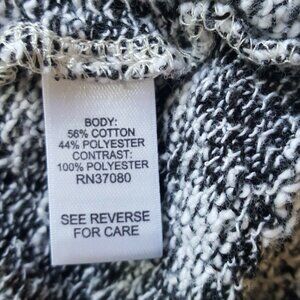 BODY:
56% COTTON
44% POLYESTER
CONTRAST:
100% POLYESTER
RN37080
SEE REVERSE
FOR CARE